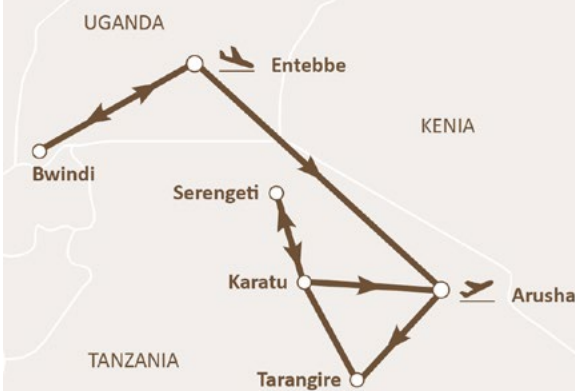 UGANDA
Entebbe
KENIA
Bwindi
Serengeti
Karatu
Arusha
TANZANIA
Tarangire